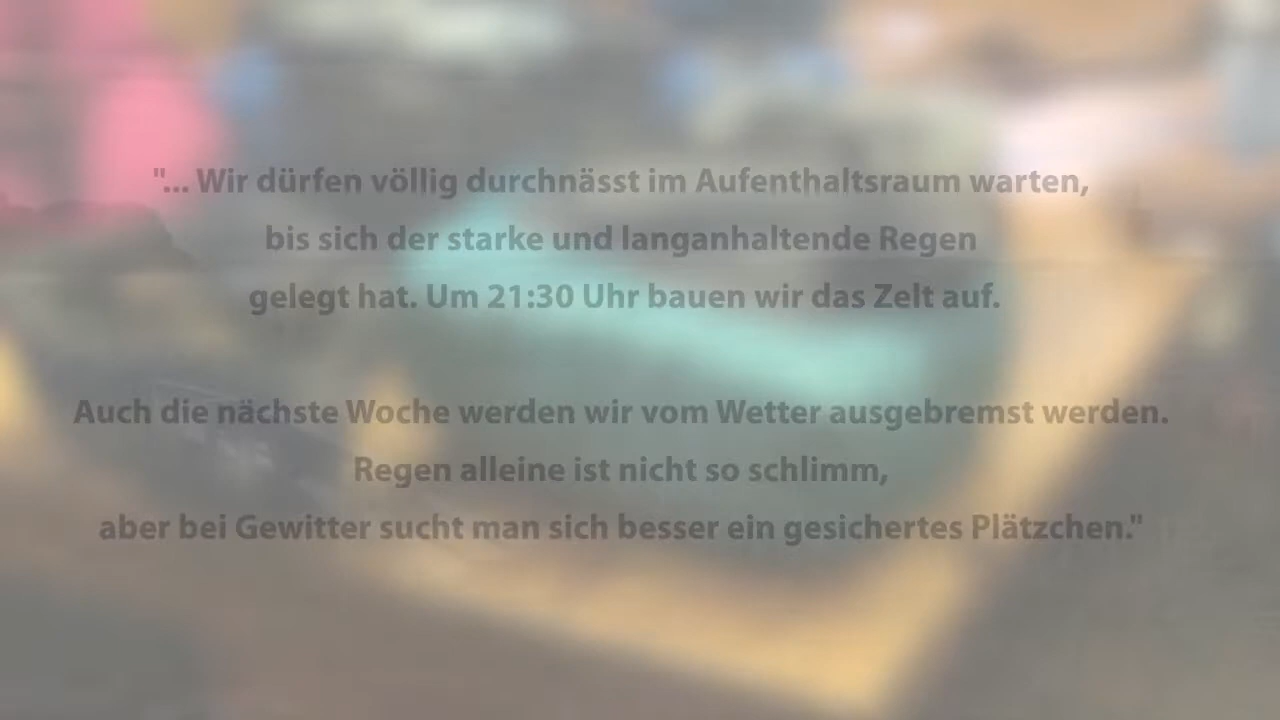 "... Wir dürfen völlig durchnässt im Aufenthaltsraum warten,
bis sich der starke und langanhaltende Regen
gelegt hat. Um 21:30 Uhr bauen wir das Zelt auf.
Auch die nächste Woche werden wir vom Wetter ausgebremst werden.
Regen alleine ist nicht so schlimm,
aber bei Gewitter sucht man sich besser ein gesichertes Plätzchen."